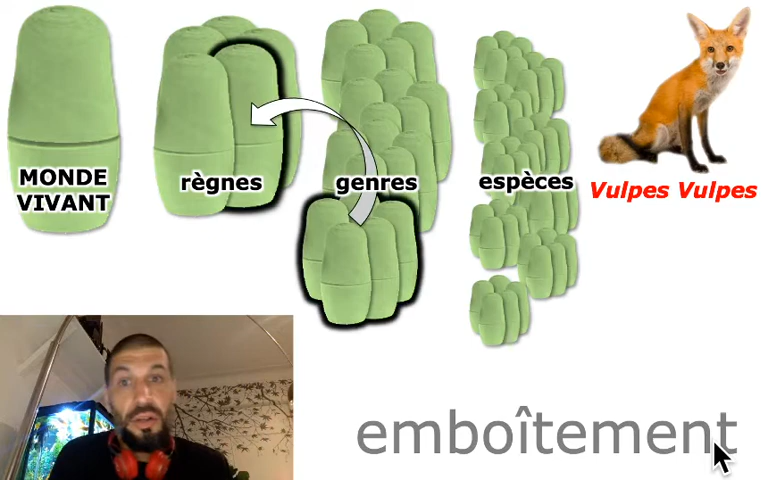 MONDE
VIVANT
règnes
genres
espèces
Vulpes Vulpes
emboîtement